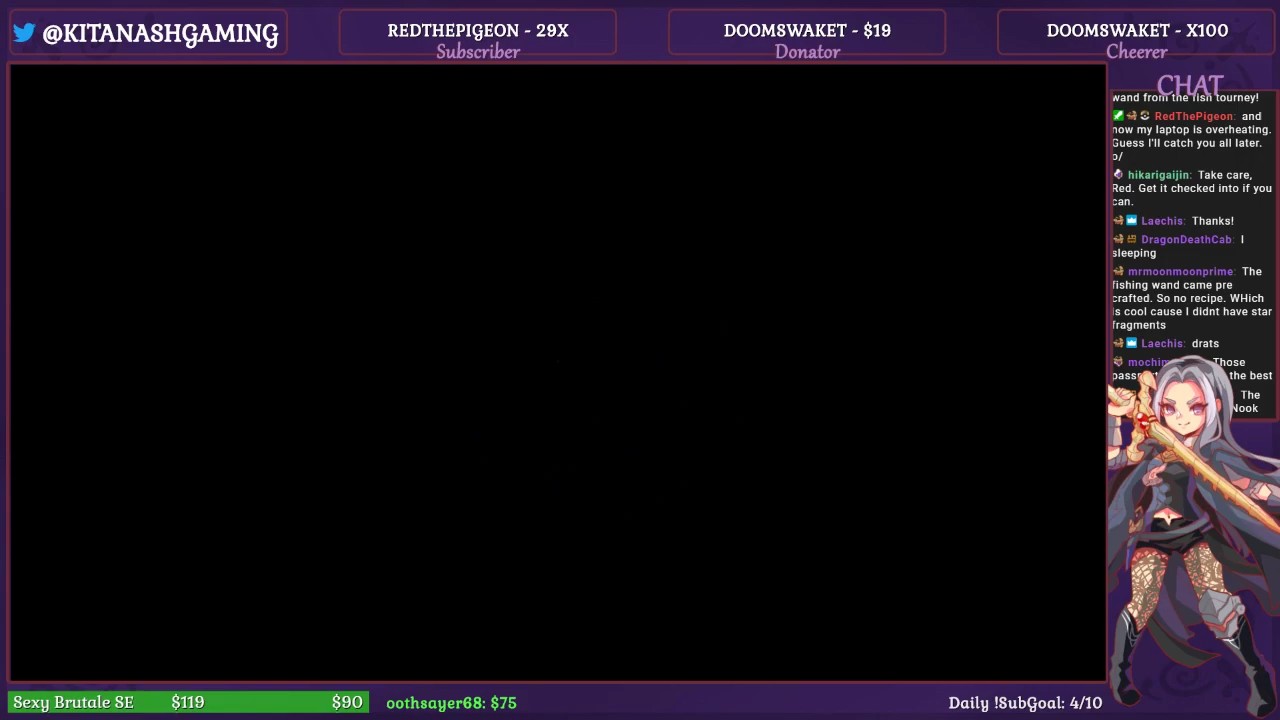 @KITANASHGAMING
REDTHEPIGEON - 29X
Subscriber
DOOM8WAKET - $19
Donator
DOOM8WAKET - X100
Cheerer
CHAT
wand from the fish tourney!
RedThePigeon: and
now my laptop is overheating.
Guess I'll catch you all later.
o/
hikarigaijin: Take care,
Red. Get it checked into if you
can.
Laechis: Thanks!
DragonDeathCab: I
sleeping
mrmoonmoonprime: The
fishing wand came pre
crafted. So no recipe. WHich
is cool cause I didnt have star
fragments
Laechis: drats
Those
the best
The
Nook
Sexy Brutale SE $119 $90
oothsayer68: $75
Daily !SubGoal: 4/10